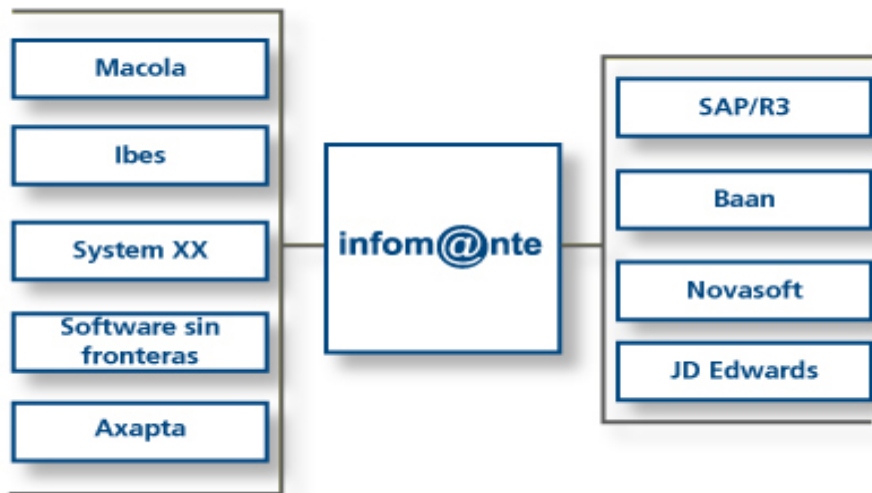 Macola
Ibes
System XX
Software sin
fronteras
Axapta
infom@nte
SAP/R3
Baan
Novasoft
JD Edwards